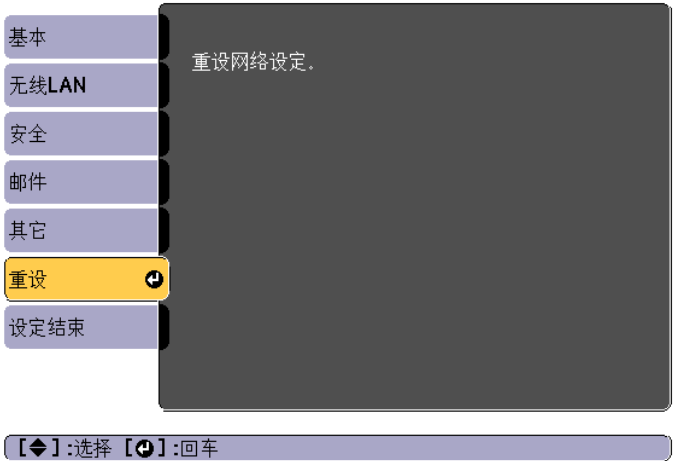 基本
无线LAN
安全
邮件
其它
重设
设定结束
重设网络设定.
[◆]:选择 [⏎]:回车